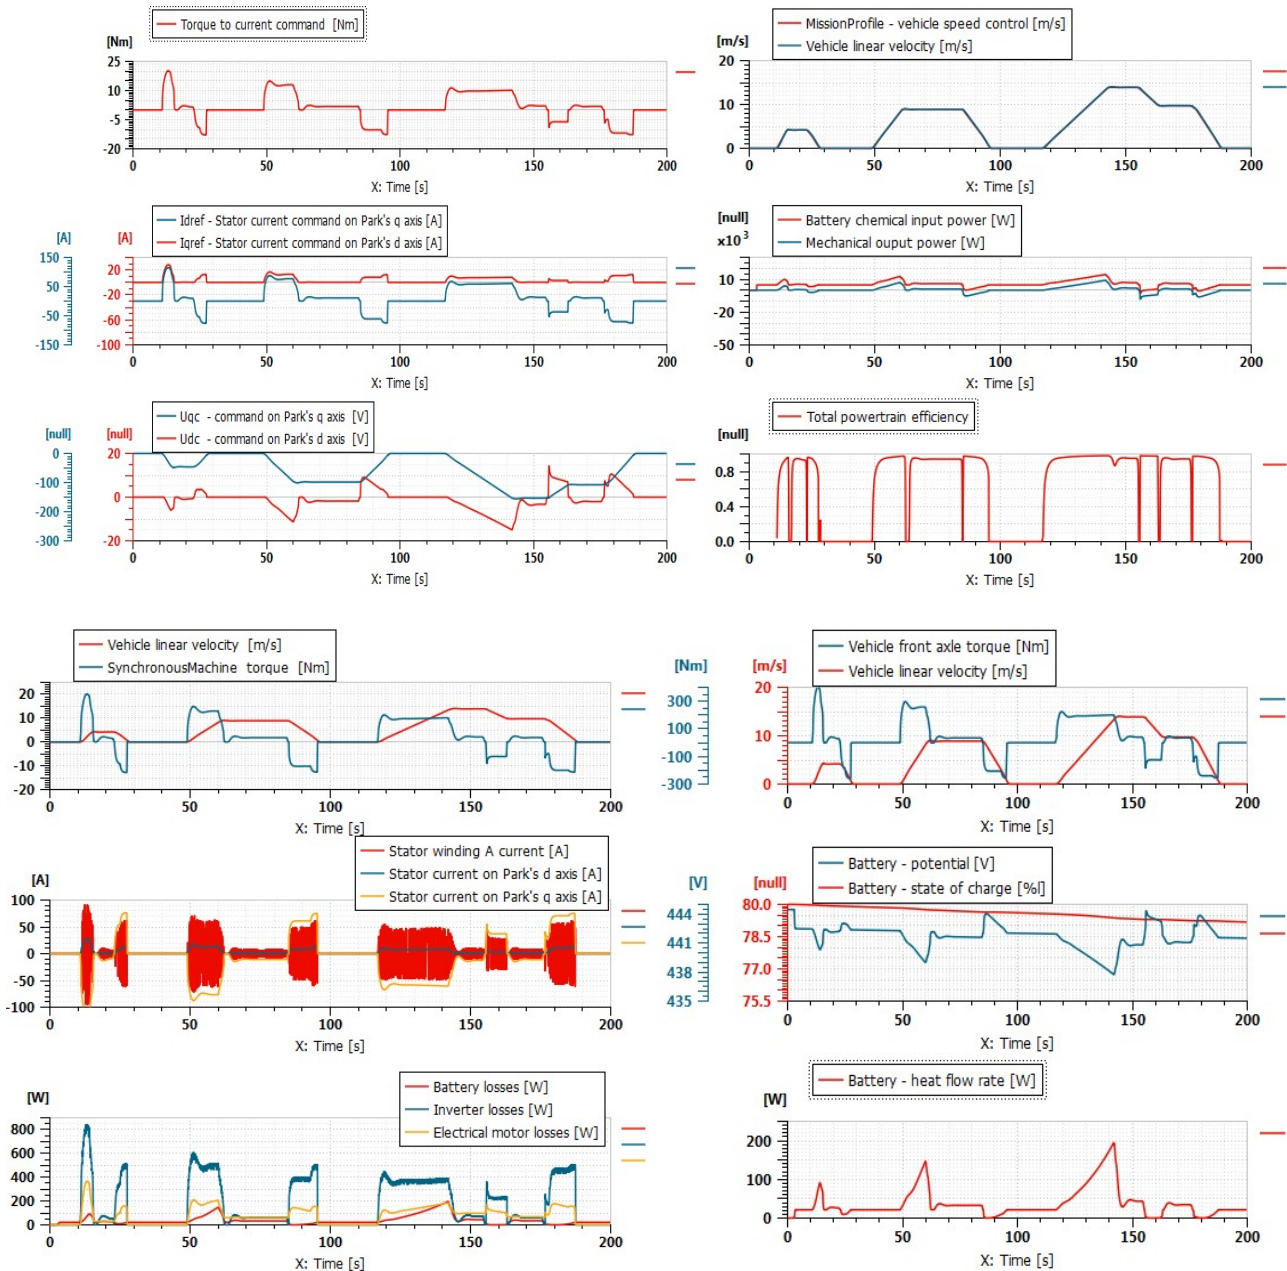 Torque to current command [Nm]
[Nm]
25
10
-5
-20
0 50 100 150 200
X: Time [s]
MissionProfile - vehicle speed control [m/s]
Vehicle linear velocity [m/s]
[m/s]
20
10
0
0 50 100 150 200
X: Time [s]
Idref - Stator current command on Park's q axis [A]
Iqref - Stator current command on Park's d axis [A]
[A] [A]
150
50
-50
-150
20
-20
-60
-100
0 50 100 150 200
X: Time [s]
Battery chemical input power [W]
Mechanical ouput power [W]
[null]
x10³
10
-20
-50
0 50 100 150 200
X: Time [s]
Uqc - command on Park's q axis [V]
Udc - command on Park's d axis [V]
[null] [null]
0
-100
-200
-300
20
0
-20
0 50 100 150 200
X: Time [s]
Total powertrain efficiency
[null]
0.8
0.4
0.0
0 50 100 150 200
X: Time [s]
Vehicle linear velocity [m/s]
SynchronousMachine torque [Nm]
20
10
0
-10
-20
0 50 100 150 200
X: Time [s]
Vehicle front axle torque [Nm]
Vehicle linear velocity [m/s]
[Nm] [m/s]
300
100
-100
-300
20
10
0
0 50 100 150 200
X: Time [s]
Stator winding A current [A]
Stator current on Park's d axis [A]
Stator current on Park's q axis [A]
[A]
100
50
0
-50
-100
0 50 100 150 200
X: Time [s]
Battery - potential [V]
Battery - state of charge [%l]
[V] [null]
444
441
438
435
80.0
78.5
77.0
75.5
0 50 100 150 200
X: Time [s]
Battery losses [W]
Inverter losses [W]
Electrical motor losses [W]
[W]
800
600
400
200
0
0 50 100 150 200
X: Time [s]
Battery - heat flow rate [W]
[W]
200
100
0
0 50 100 150 200
X: Time [s]